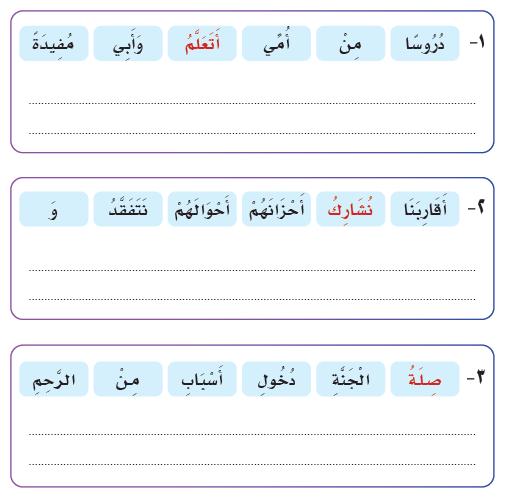 ١- دُرُوسًا مِنْ أُمِّي أَتَعَلَّمُ وَأَبِي مُفِيدَةً
٢- أَقَارِبَنَا نُشَارِكُ أَحْزَانَهُمْ أَحْوَالَهُمْ نَتَفَقَّدُ وَ
٣- صِلَةُ الْجَنَّةِ دُخُولِ أَسْبَابِ مِنْ الرَّحِمِ